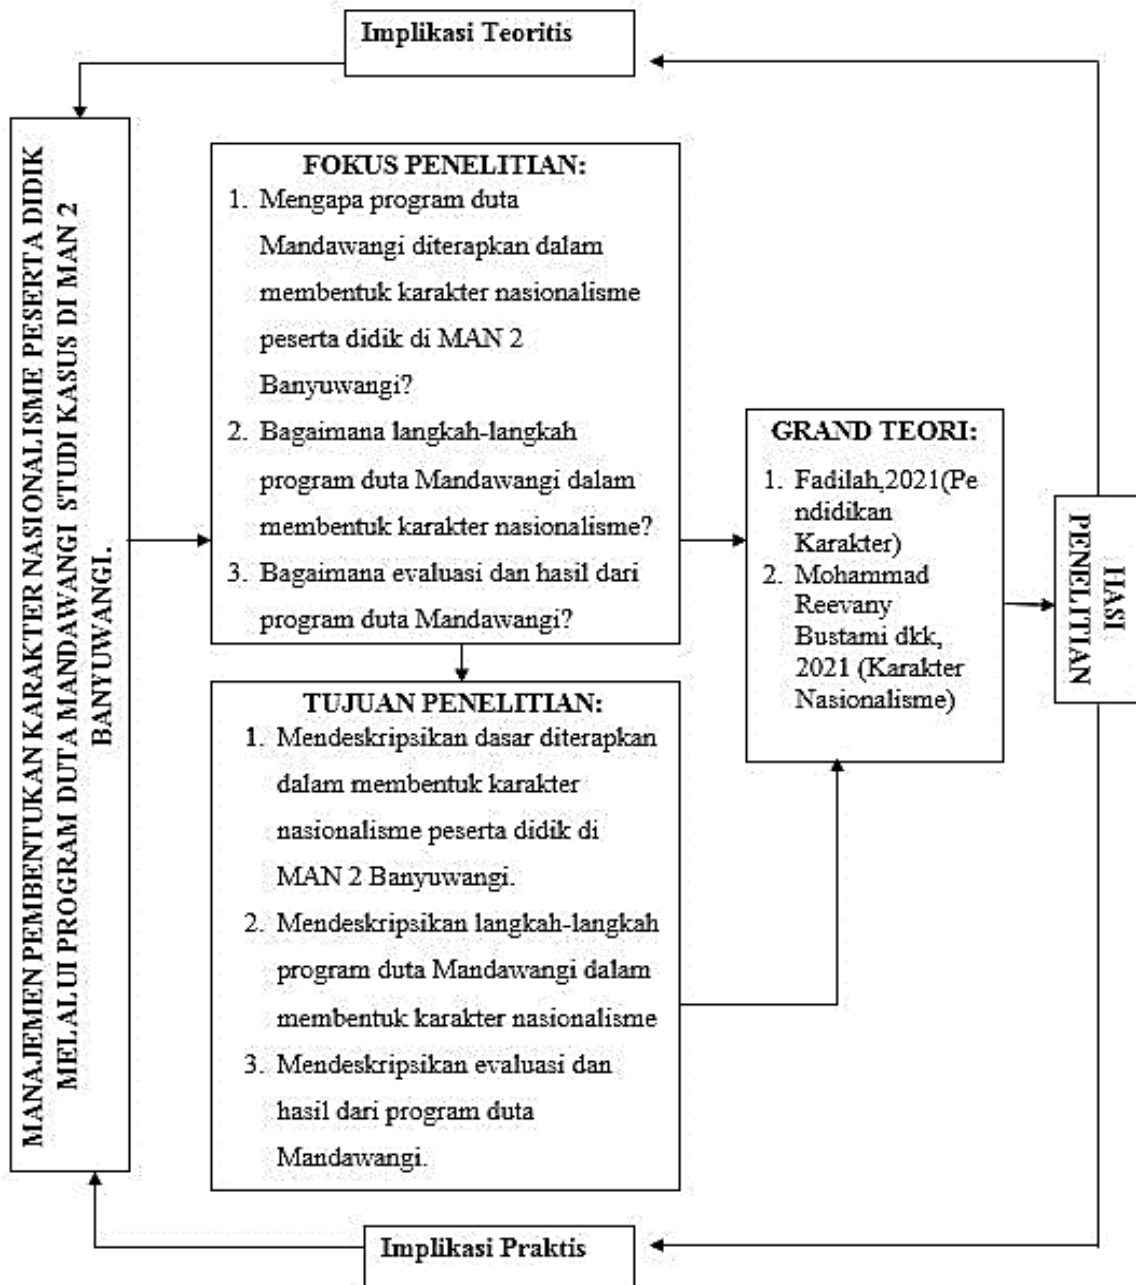 Implikasi Teoritis
MANAJEMEN PEMBENTUKAN KARAKTER NASIONALISME PESERTA DIDIK
MELALUI PROGRAM DUTA MANDAWANGI STUDI KASUS DI MAN 2
BANYUWANGI.
FOKUS PENELITIAN:
1. Mengapa program duta
Mandawangi diterapkan dalam
membentuk karakter nasionalisme
peserta didik di MAN 2
Banyuwangi?
2. Bagaimana langkah-langkah
program duta Mandawangi dalam
membentuk karakter nasionalisme?
3. Bagaimana evaluasi dan hasil dari
program duta Mandawangi?
TUJUAN PENELITIAN:
1. Mendeskripsikan dasar diterapkan
dalam membentuk karakter
nasionalisme peserta didik di
MAN 2 Banyuwangi.
2. Mendeskripsikan langkah-langkah
program duta Mandawangi dalam
membentuk karakter nasionalisme
3. Mendeskripsikan evaluasi dan
hasil dari program duta
Mandawangi.
GRAND TEORI:
1. Fadilah,2021(Pe
ndidikan
Karakter)
2. Mohammad
Reevany
Bustami dkk,
2021 (Karakter
Nasionalisme)
HASI
PENELITIAN
Implikasi Praktis